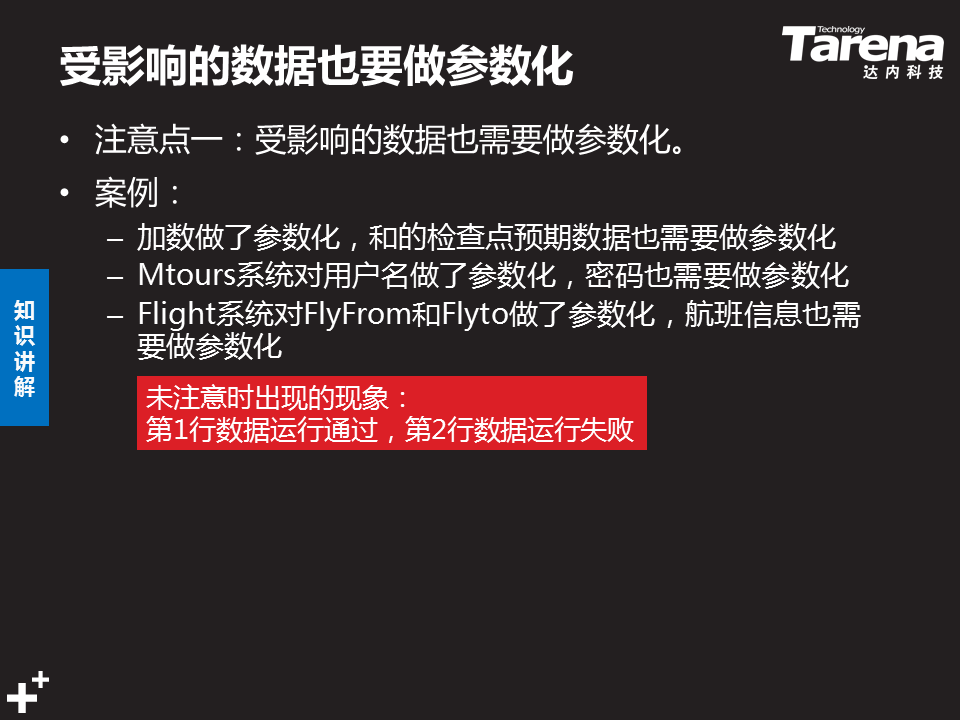 受影响的数据也要做参数化
Technology
Tarena
达内科技
• 注意点一：受影响的数据也需要做参数化。
• 案例：
– 加数做了参数化，和的检查点预期数据也需要做参数化
– Mtours系统对用户名做了参数化，密码也需要做参数化
– Flight系统对FlyFrom和Flyto做了参数化，航班信息也需
要做参数化
知识讲解
未注意时出现的现象：
第1行数据运行通过，第2行数据运行失败